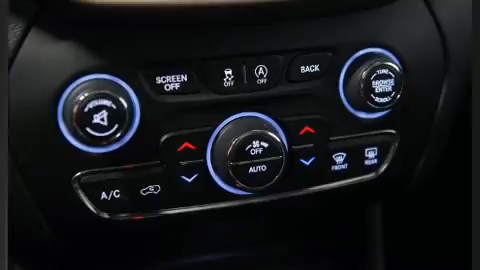 VOLUME
SCREEN OFF
OFF
A
OFF
BACK
TUNE
BROWSE
ENTER
SCROLL
OFF
AUTO
A/C
FRONT
REAR